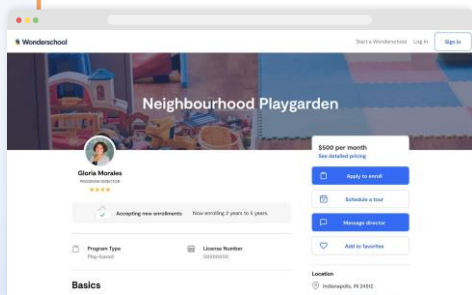 Wonderschool
Start a Wonderschool Log In Sign In
Neighbourhood Playgarden
Gloria Morales
PROGRAM DIRECTOR
Accepting new enrollments Now enrolling 2 years to 5 years.
Program Type
Play-based
License Number
00000000
Basics
$500 per month
See detailed pricing
Apply to enroll
Schedule a tour
Message director
Add to favorites
Location
Indianapolis,